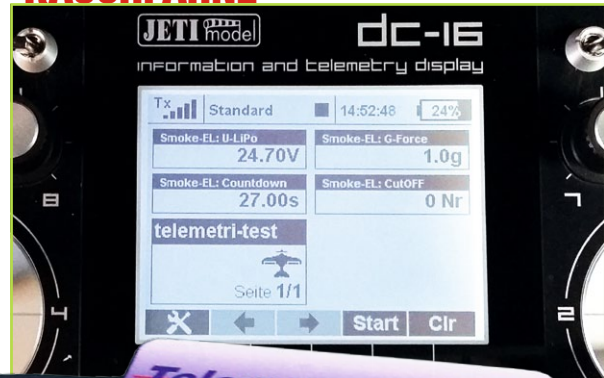 JETI model dc-16
information and telemetry display
Tx Standard 14:52:48 24%
Smoke-EL: U-LiPo
24.70V
Smoke-EL: G-Force
1.0g
Smoke-EL: Countdown
27.00s
Smoke-EL: CutOFF
0 Nr
telemetri-test
Seite 1/1
Start Clr
8
7
4
2